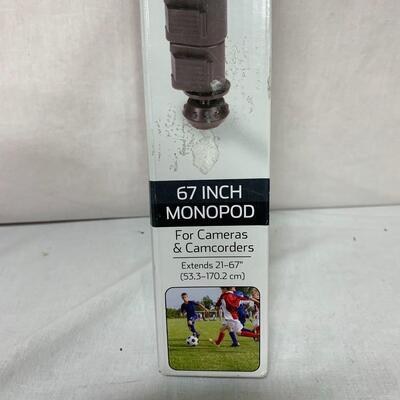 67 INCH
MONOPOD
For Cameras
& Camcorders
Extends 21–67"
(53.3–170.2 cm)